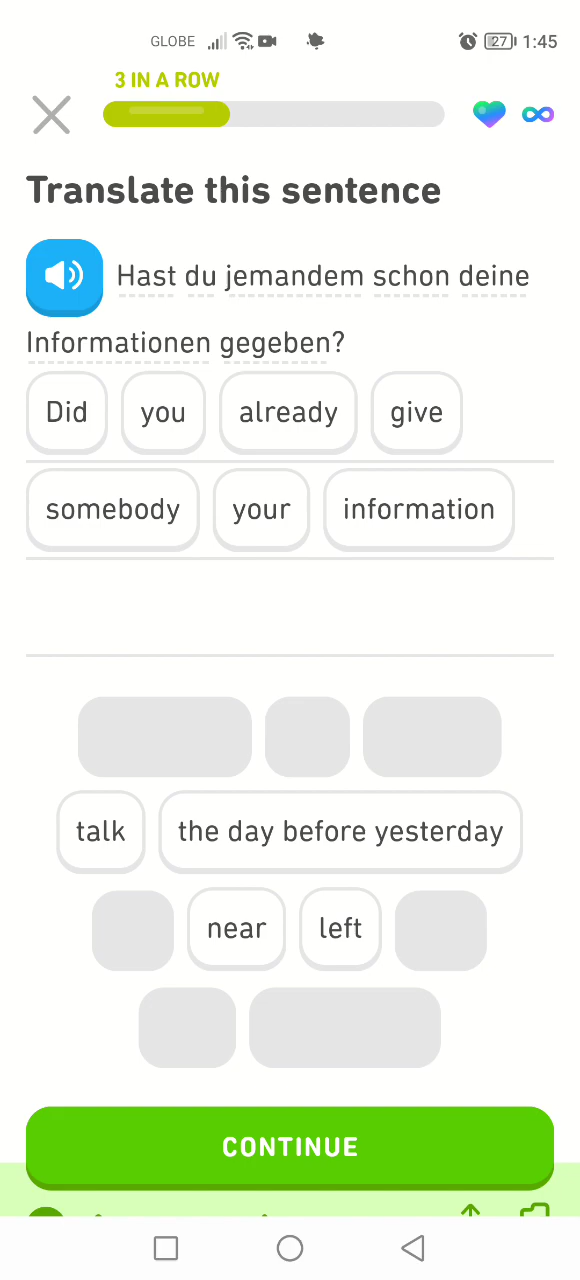 GLOBE 27 1:45
3 IN A ROW
Translate this sentence
Hast du jemandem schon deine
Informationen gegeben?
Did you already give
somebody your information
talk the day before yesterday
near left
CONTINUE